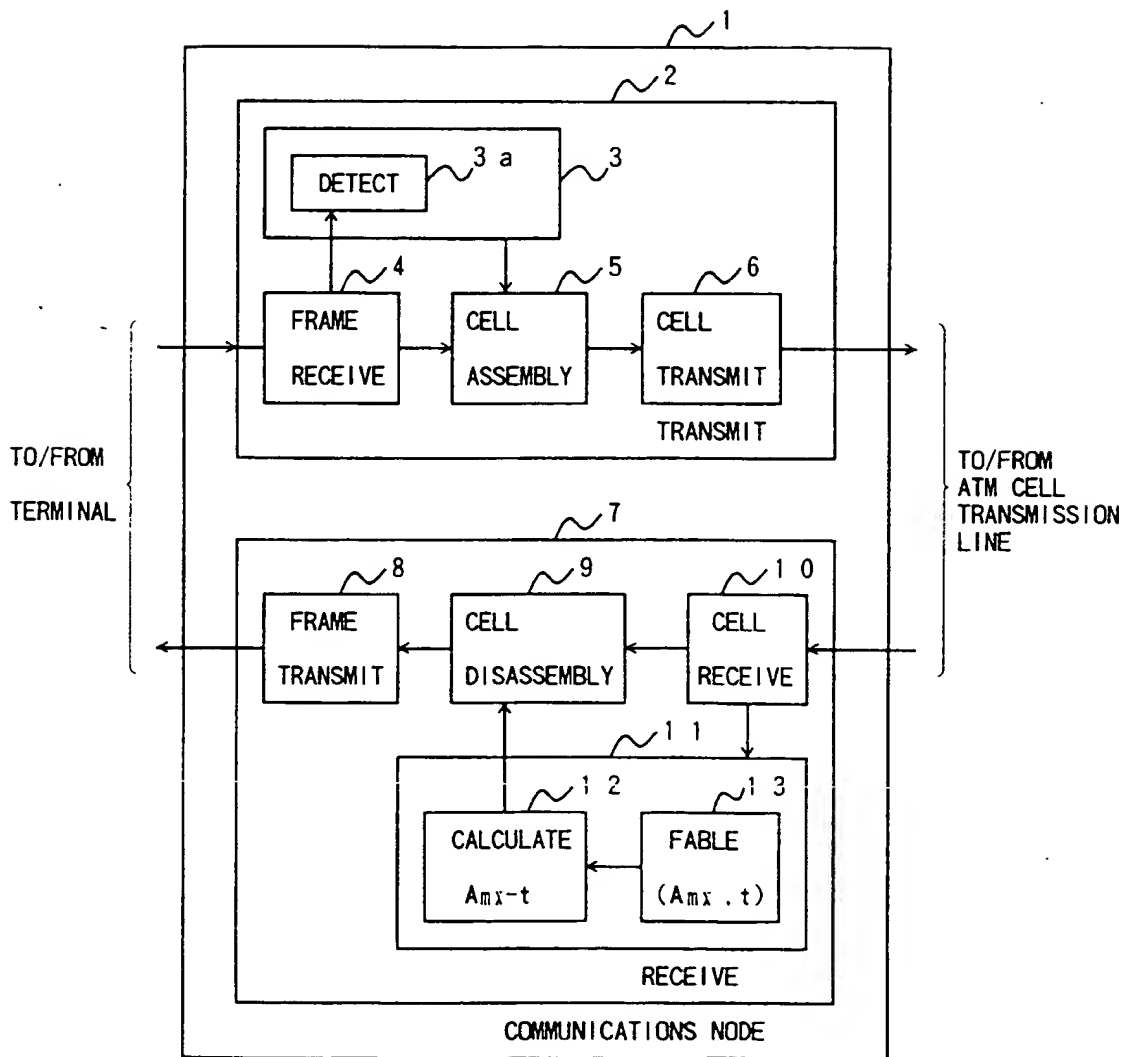 1
2
3 a
3
DETECT
4
5
6
FRAME
RECEIVE
CELL
ASSEMBLY
CELL
TRANSMIT
TRANSMIT
TO/FROM
TERMINAL
TO/FROM
ATM CELL
TRANSMISSION
LINE
7
8
9
1 0
FRAME
TRANSMIT
CELL
DISASSEMBLY
CELL
RECEIVE
1 1
1 2
1 3
CALCULATE
Amx-t
FABLE
(Amx .t)
RECEIVE
COMMUNICATIONS NODE